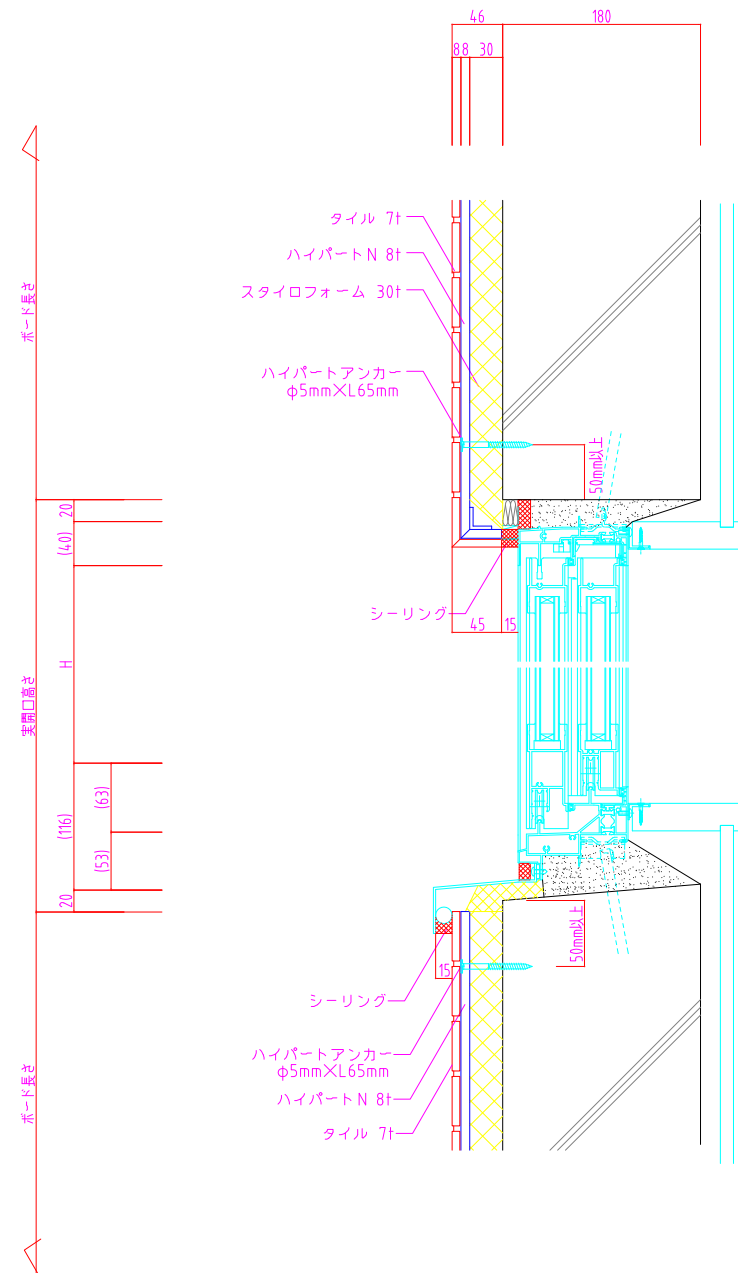 46
180
88
30
タイル 7t
ハイパートN 8t
スタイロフォーム 30t
ボード長さ
ハイパートアンカー
φ5mm×L65mm
50mm以上
20
(40)
シーリング
45
15
H
実開口高さ
(63)
(116)
(53)
20
50mm以上
15
シーリング
ハイパートアンカー
φ5mm×L65mm
ハイパートN 8t
ボード長さ
タイル 7t